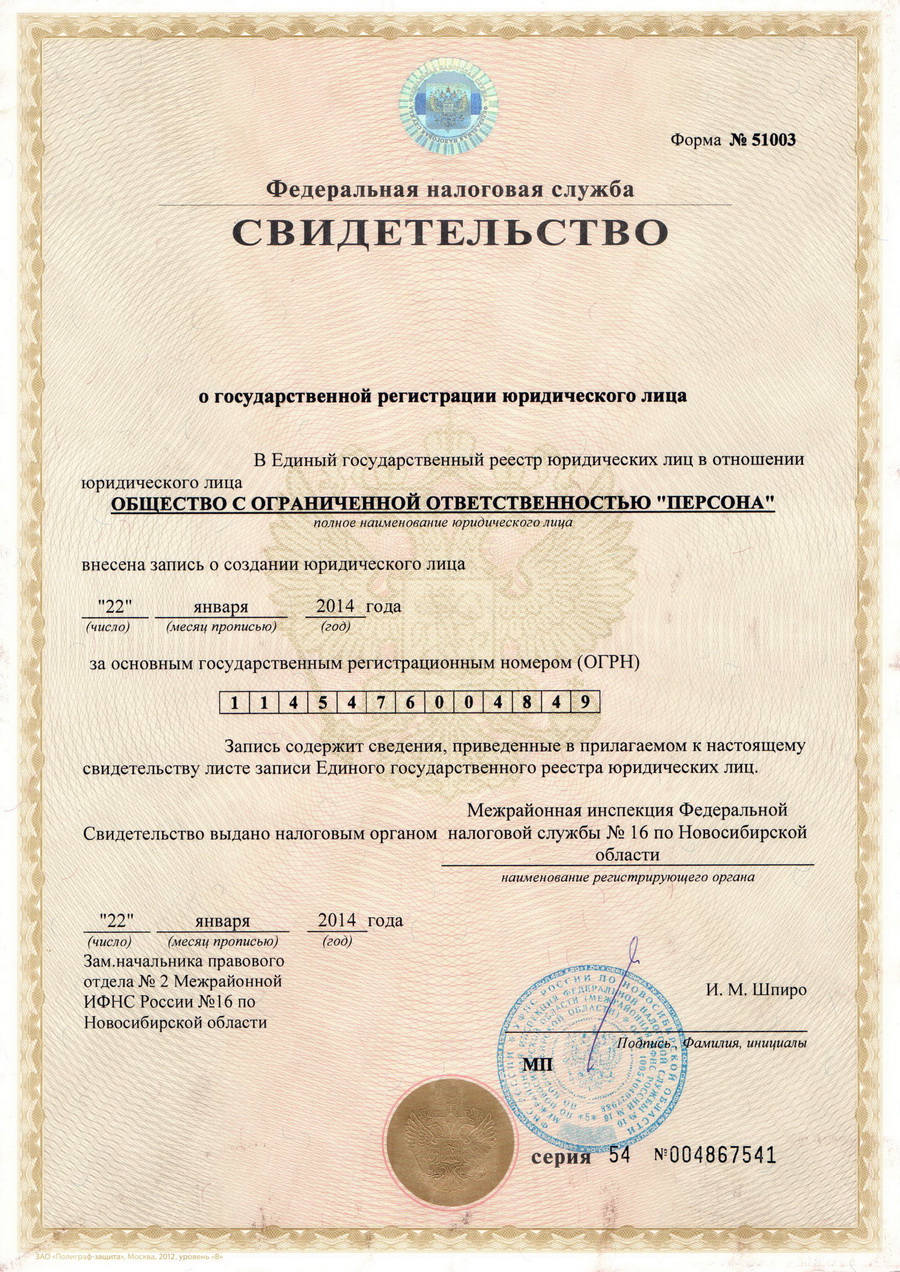 Форма № 51003
Федеральная налоговая служба
СВИДЕТЕЛЬСТВО
о государственной регистрации юридического лица
В Единый государственный реестр юридических лиц в отношении
юридического лица
ОБЩЕСТВО С ОГРАНИЧЕННОЙ ОТВЕТСТВЕННОСТЬЮ "ПЕРСОНА"
полное наименование юридического лица
внесена запись о создании юридического лица
"22" января 2014 года
(число) (месяц прописью) (год)
за основным государственным регистрационным номером (ОГРН)
1 1 4 5 4 7 6 0 0 4 8 4 9
Запись содержит сведения, приведенные в прилагаемом к настоящему
свидетельству листе записи Единого государственного реестра юридических лиц.
Межрайонная инспекция Федеральной
Свидетельство выдано налоговым органом налоговой службы № 16 по Новосибирской
области
наименование регистрирующего органа
"22" января 2014 года
(число) (месяц прописью) (год)
Зам.начальника правового
отдела № 2 Межрайонной
ИФНС России №16 по
Новосибирской области
И. М. Шпиро
Подпись , Фамилия, инициалы
МП
серия 54 №004867541
ЗАО «Полиграф-защита», Москва, 2012, уровень «В»